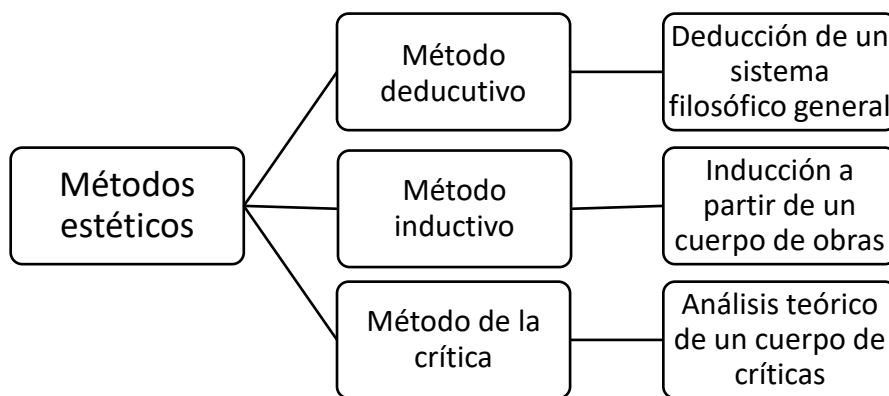 Métodos
estéticos
Método
deducutivo
Deducción de un
sistema
filosófico general
Método
inductivo
Inducción a
partir de un
cuerpo de obras
Método de la
crítica
Análisis teórico
de un cuerpo de
críticas